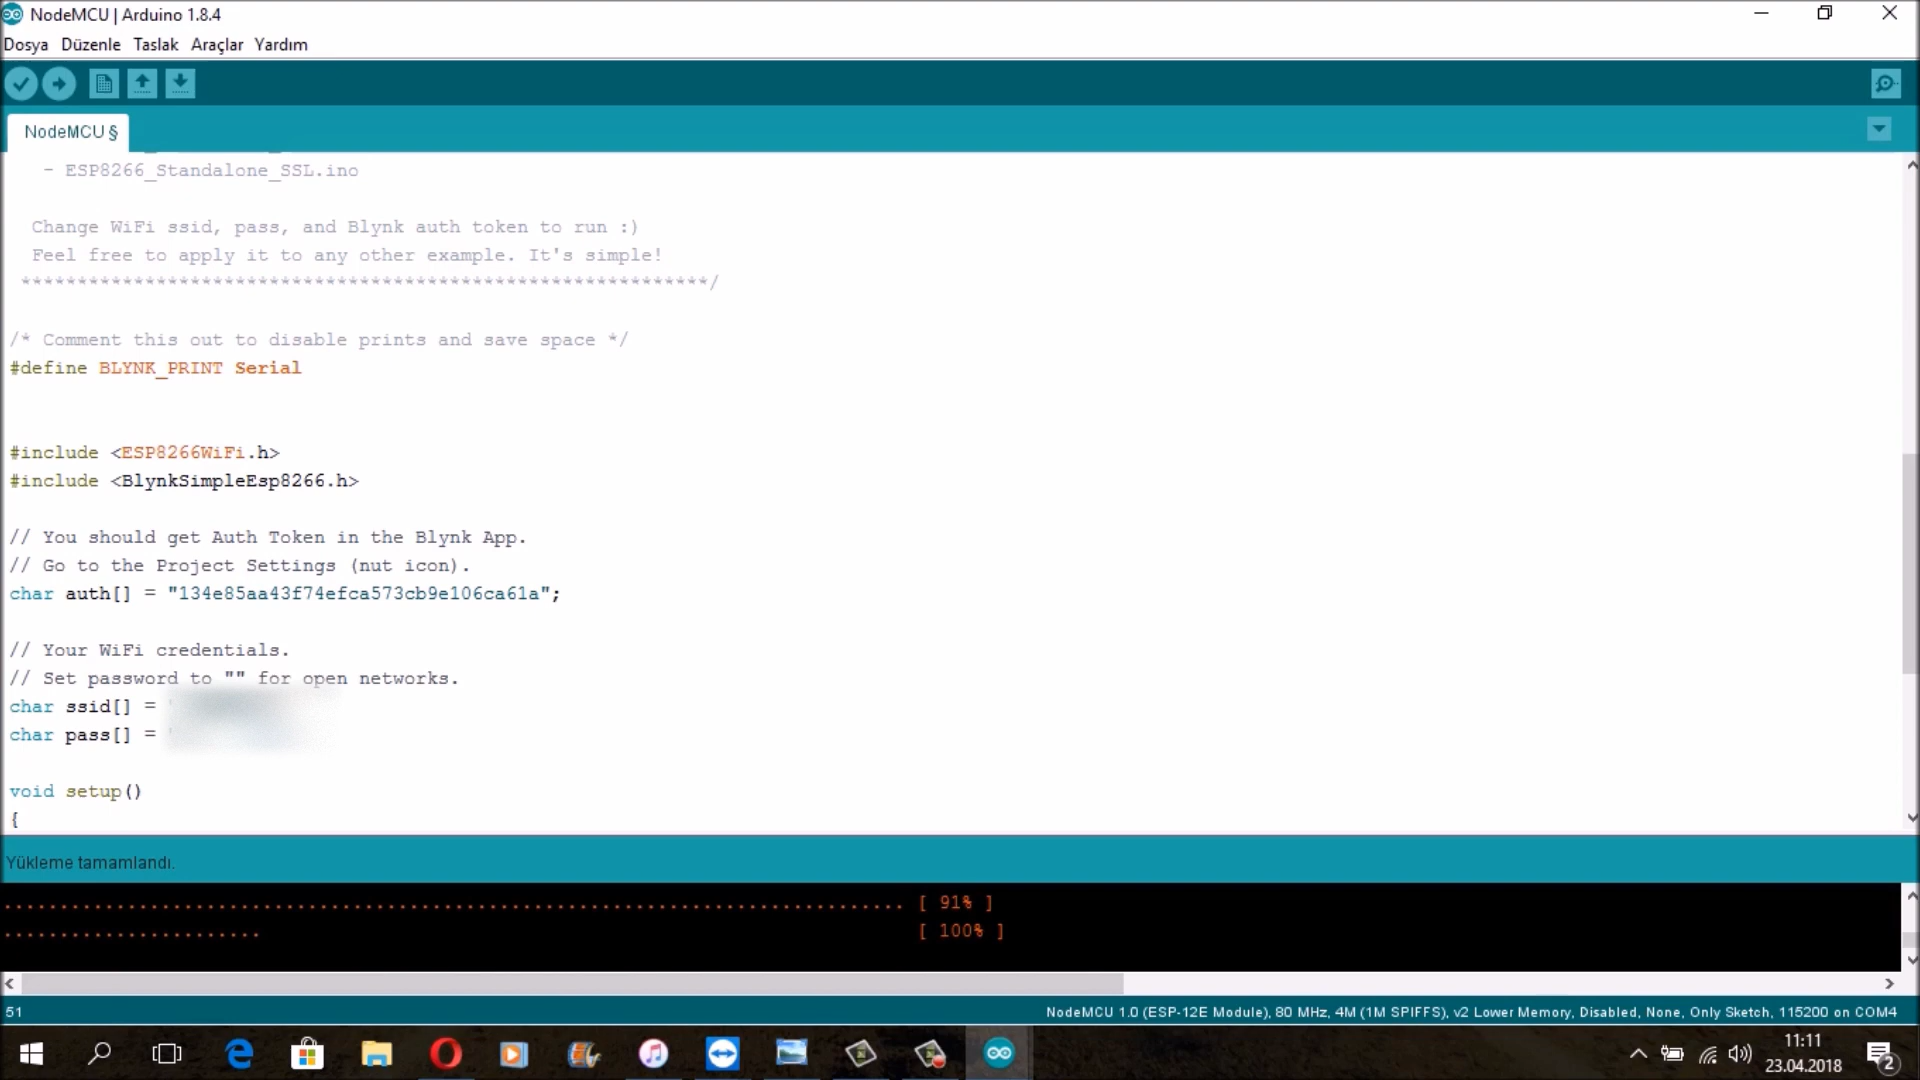 NodeMCU | Arduino 1.8.4
Dosya Düzenle Taslak Araçlar Yardım
NodeMCU §
- ESP8266_Standalone_SSL.ino
Change WiFi ssid, pass, and Blynk auth token to run :)
Feel free to apply it to any other example. It's simple!
*************************************************************/
/* Comment this out to disable prints and save space */
#define BLYNK_PRINT Serial
#include <ESP8266WiFi.h>
#include <BlynkSimpleEsp8266.h>
// You should get Auth Token in the Blynk App.
// Go to the Project Settings (nut icon).
char auth[] = "134e85aa43f74efca573cb9e106ca61a";
// Your WiFi credentials.
// Set password to "" for open networks.
char ssid[] =
char pass[] =
void setup()
{
Yükleme tamamlandı.
................................................................................ [ 91% ]
....................... [ 100% ]
51
NodeMCU 1.0 (ESP-12E Module), 80 MHz, 4M (1M SPIFFS), v2 Lower Memory, Disabled, None, Only Sketch, 115200 on COM4
11:11
23.04.2018
2